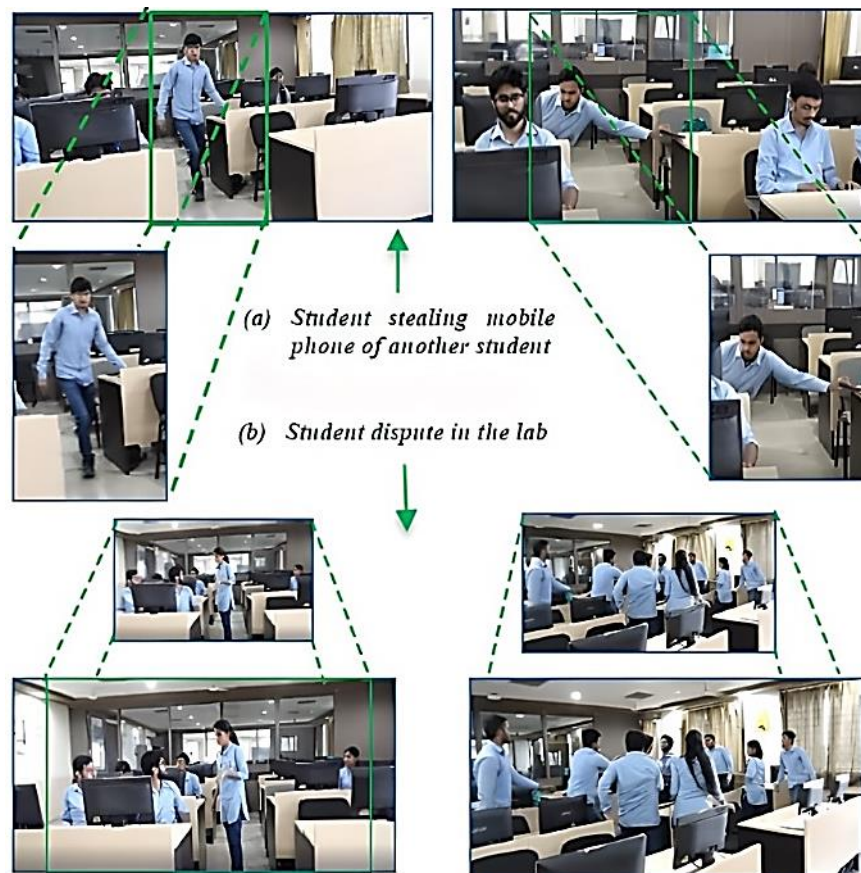 (a) Student stealing mobile
phone of another student
(b) Student dispute in the lab